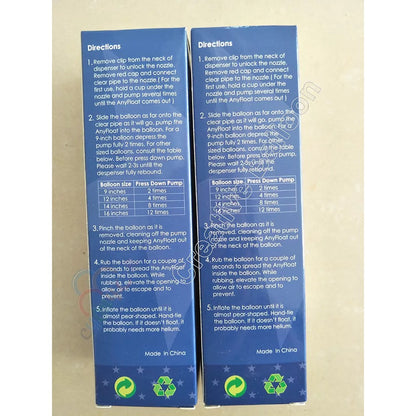 Directions
1. Remove clip from the neck of
dispenser to unlock the nozzle.
Remove red cap and connect
clear pipe to the nozzle.( For the
first use, hold a cup under the
nozzle and pump several times
until the AnyFloat comes out )
2. Slide the balloon as far onto the
clear pipe as it will go, pump the
AnyFloat into the balloon. For a
9-inch balloon depress the
pump fully 2 times. For other
sized balloons, consult the table
below. Before press down pump,
Please wait 2-3s until the
despenser fully rebound.
Balloon size Press Down Pump
9 inches 2 times
12 inches 4 times
14 inches 8 times
16 inches 12 times
3. Pinch the balloon as it is
removed, cleaning off the pump
nozzle and keeping AnyFloat out
of the neck of the balloon.
4. Rub the balloon for a couple of
seconds to spread the AnyFloat
inside the balloon. While
rubbing, elevate the opening to
allow air to escape and to
prevent.
5. Inflate the balloon until it is
almost pear-shaped. Hand-tie
the balloon. If it doesn't float, it
probably needs more helium.
Made In China
Directions
1. Remove clip from the neck of
dispenser to unlock the nozzle.
Remove red cap and connect
clear pipe to the nozzle.( For the
first use, hold a cup under the
nozzle and pump several times
until the AnyFloat comes out )
2. Slide the balloon as far onto the
clear pipe as it will go, pump the
AnyFloat into the balloon. For a
9-inch balloon depress the
pump fully 2 times. For other
sized balloons, consult the table
below. Before press down pump,
Please wait 2-3s until the
despenser fully rebound.
Balloon size Press Down Pump
9 inches 2 times
12 inches 4 times
14 inches 8 times
16 inches 12 times
3. Pinch the balloon as it is
removed, cleaning off the pump
nozzle and keeping AnyFloat out
of the neck of the balloon.
4. Rub the balloon for a couple of
seconds to spread the AnyFloat
inside the balloon. While
rubbing, elevate the opening to
allow air to escape and to
prevent.
5. Inflate the balloon until it is
almost pear-shaped. Hand-tie
the balloon. If it doesn't float, it
probably needs more helium.
Made In China